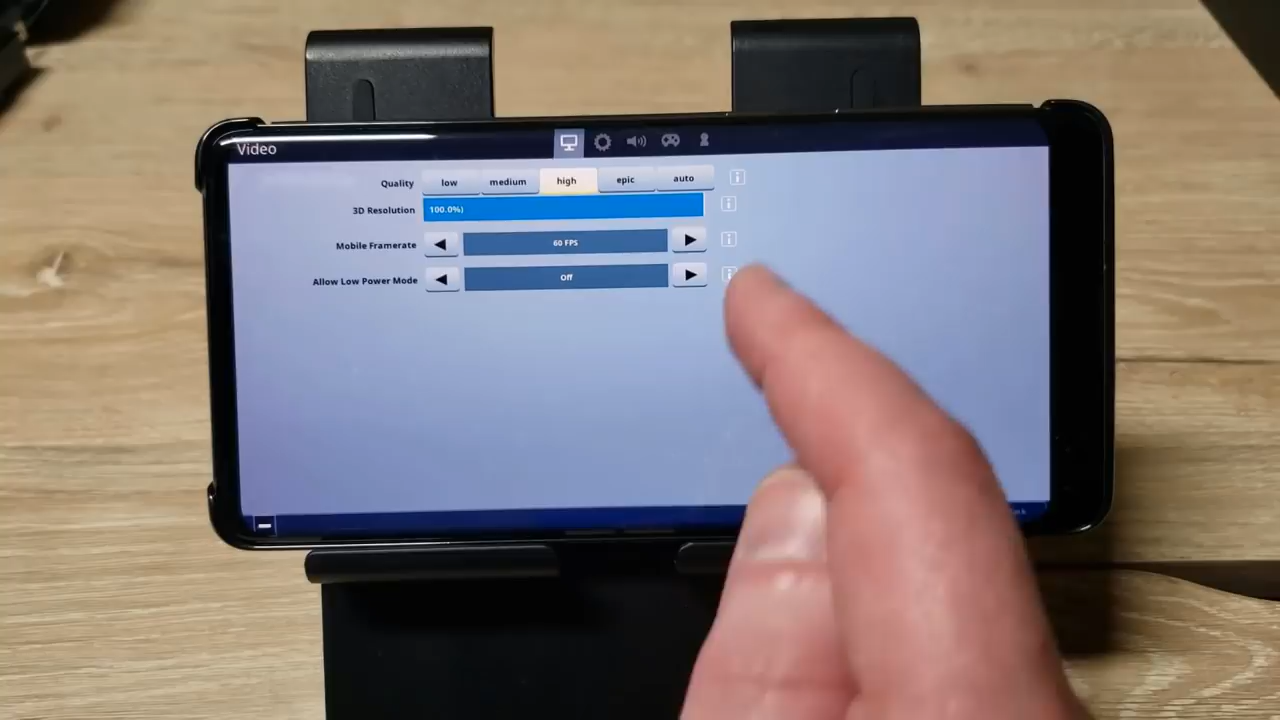 Video
Quality low medium high epic auto
3D Resolution 100.0%)
Mobile Framerate 60 FPS
Allow Low Power Mode Off